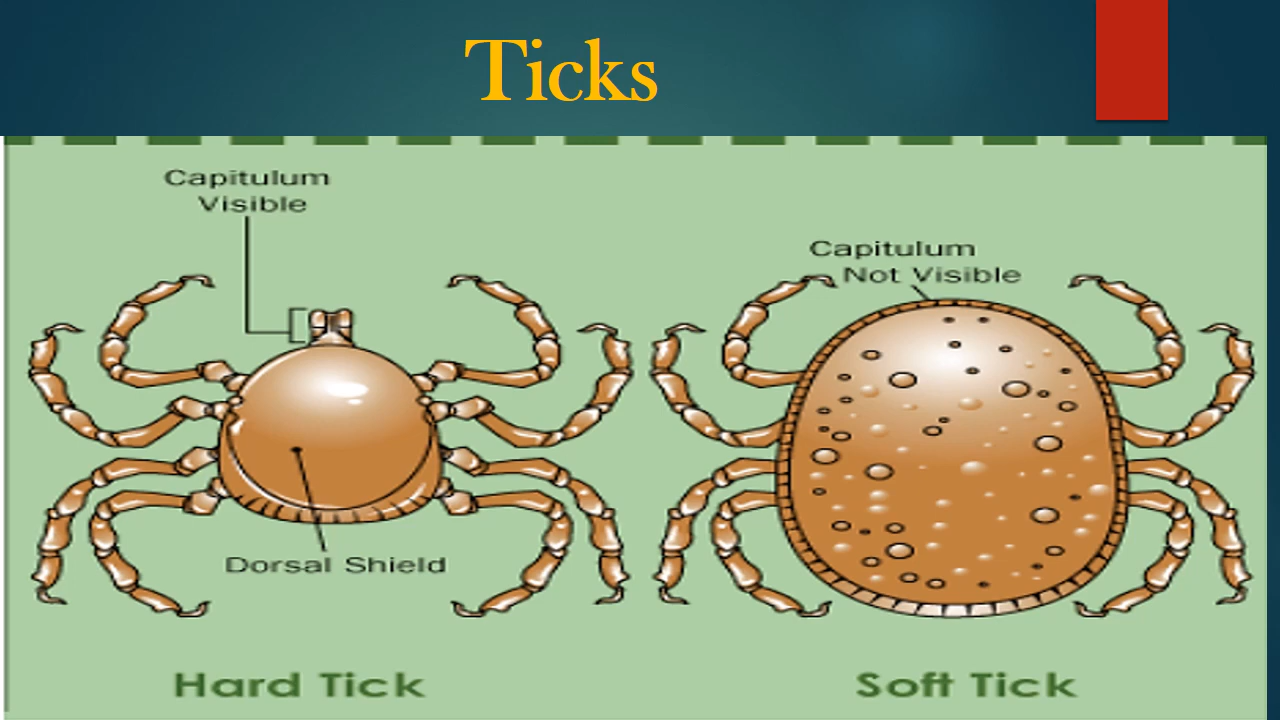 Ticks
Capitulum
Visible
Capitulum
Not Visible
Dorsal Shield
Hard Tick
Soft Tick